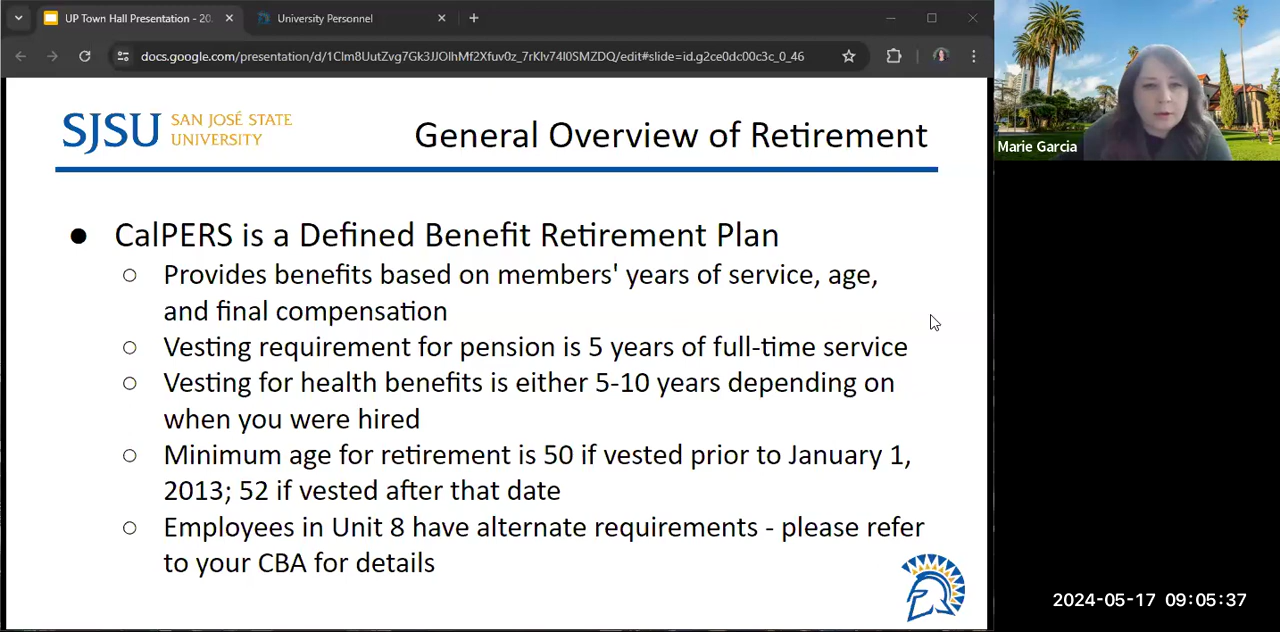 UP Town Hall Presentation - 20
University Personnel
docs.google.com/presentation/d/1Clm8UutZvg7Gk3JJOlhMf2Xfuv0z_7rKlv74l0SMZDQ/edit#slide=id.g2ce0dc00c3c_0_46
SJSU SAN JOSÉ STATE
UNIVERSITY
General Overview of Retirement
Marie Garcia
● CalPERS is a Defined Benefit Retirement Plan
○ Provides benefits based on members' years of service, age,
and final compensation
○ Vesting requirement for pension is 5 years of full-time service
○ Vesting for health benefits is either 5-10 years depending on
when you were hired
○ Minimum age for retirement is 50 if vested prior to January 1,
2013; 52 if vested after that date
○ Employees in Unit 8 have alternate requirements - please refer
to your CBA for details
2024-05-17 09:05:37